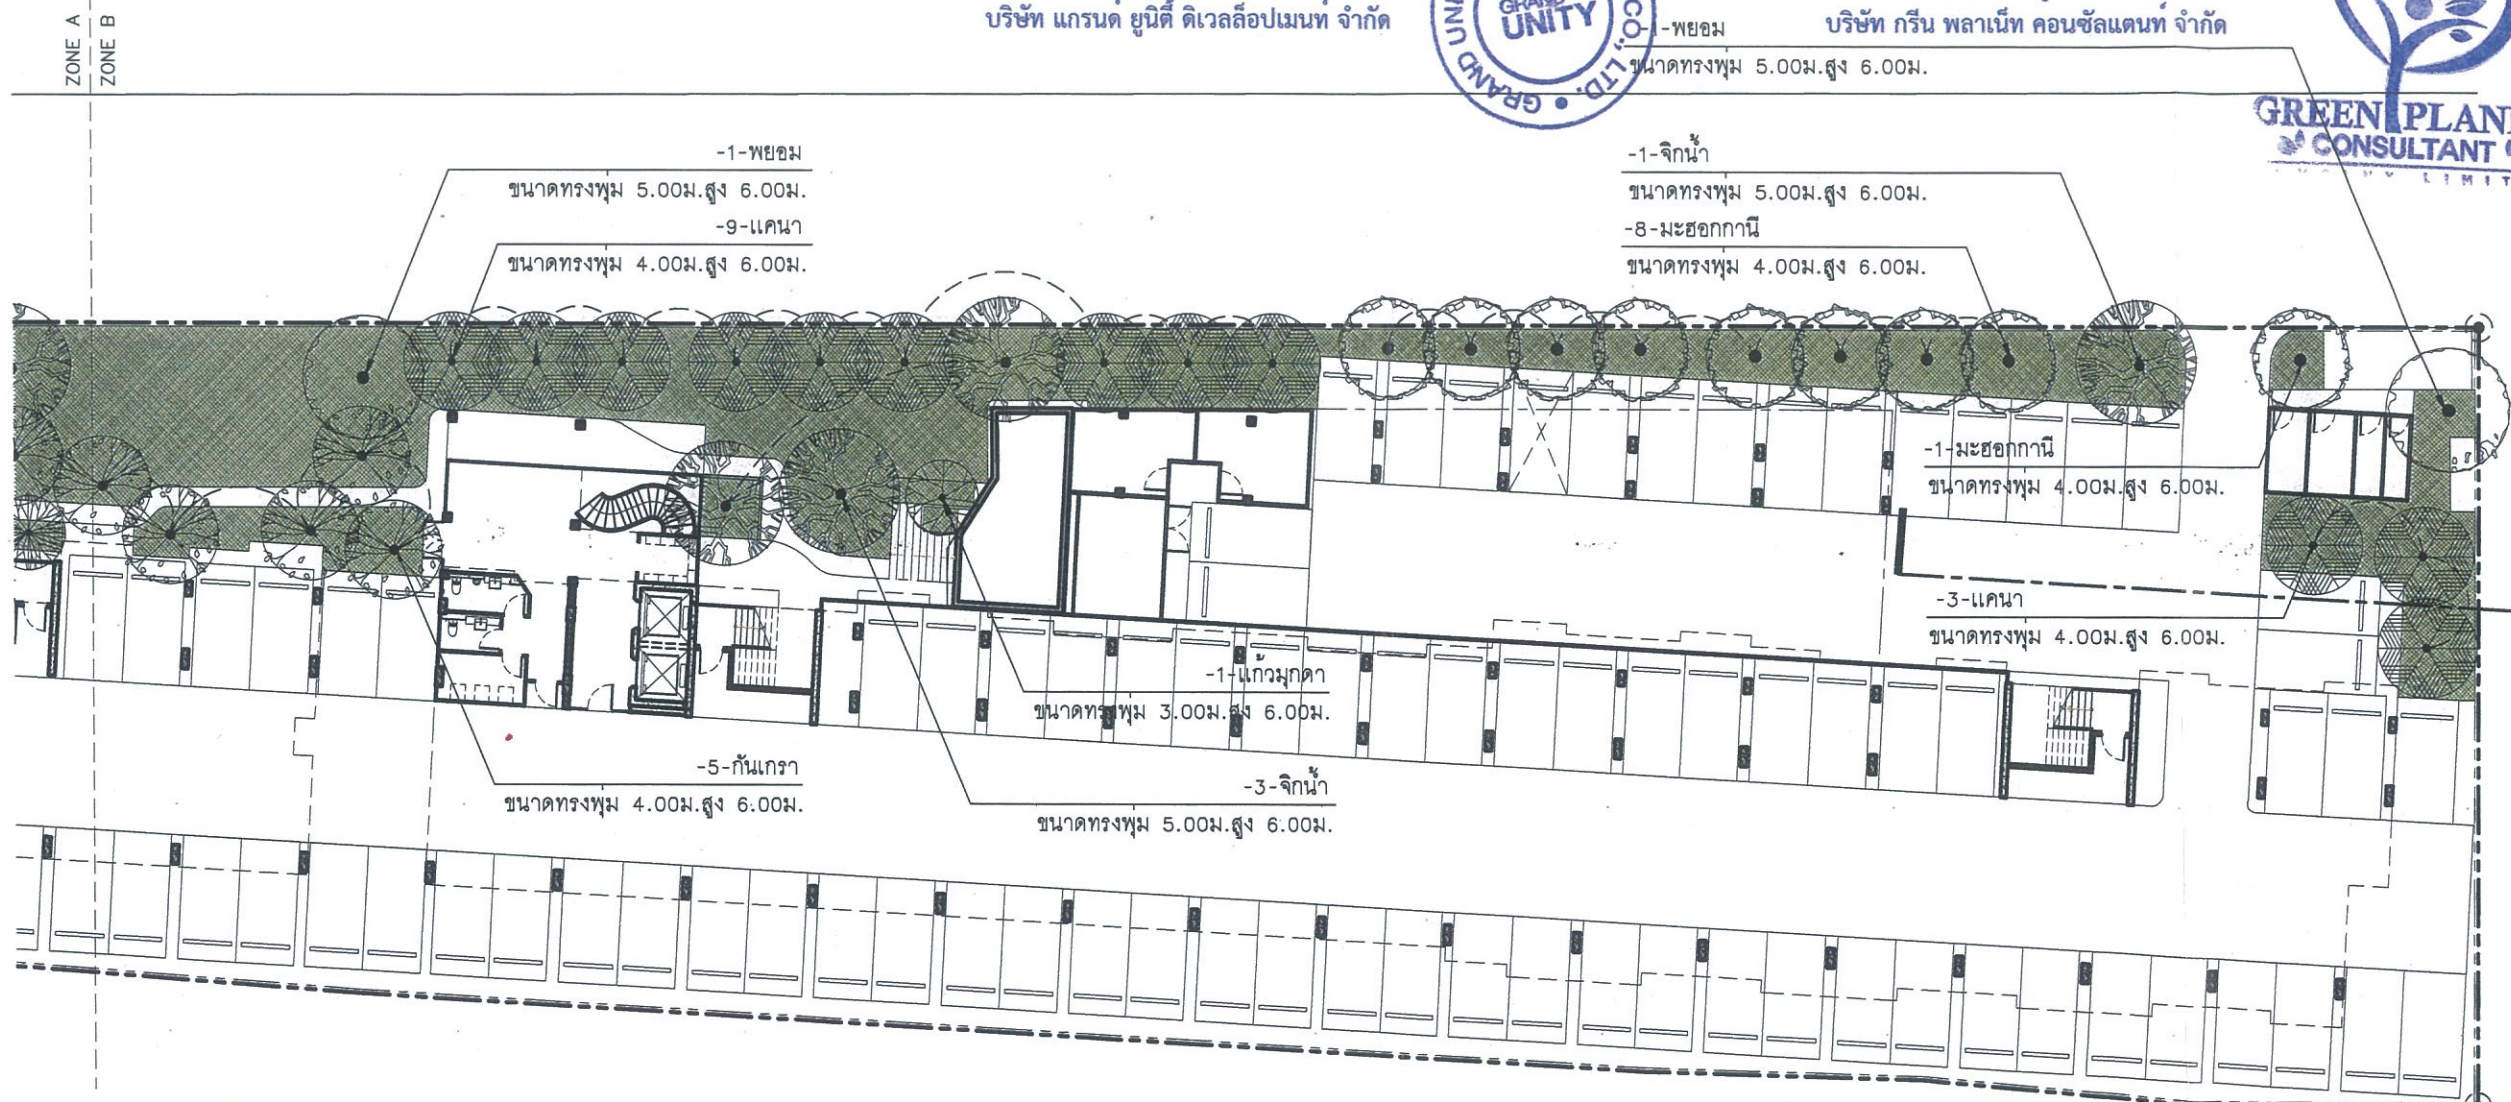 ZONE A
ZONE B
บริษัท แกรนด์ ยูนิตี้ ดิเวลล็อปเมนท์ จำกัด
UNITY
CO., LTD. • GRAND
บริษัท กรีน พลาเน็ท คอนซัลแตนท์ จำกัด
GREEN PLAN
CONSULTANT
-1-พยอม
ขนาดทรงพุ่ม 5.00ม.สูง 6.00ม.
-1-พยอม
ขนาดทรงพุ่ม 5.00ม.สูง 6.00ม.
-9-แคนา
ขนาดทรงพุ่ม 4.00ม.สูง 6.00ม.
-1-จิกน้ำ
ขนาดทรงพุ่ม 5.00ม.สูง 6.00ม.
-8-มะฮอกกานี
ขนาดทรงพุ่ม 4.00ม.สูง 6.00ม.
-1-มะฮอกกานี
ขนาดทรงพุ่ม 4.00ม.สูง 6.00ม.
-3-แคนา
ขนาดทรงพุ่ม 4.00ม.สูง 6.00ม.
-1-แก้วมุกดา
ขนาดทรงพุ่ม 3.00ม.สูง 6.00ม.
-5-กันเกรา
ขนาดทรงพุ่ม 4.00ม.สูง 6.00ม.
-3-จิกน้ำ
ขนาดทรงพุ่ม 5.00ม.สูง 6.00ม.